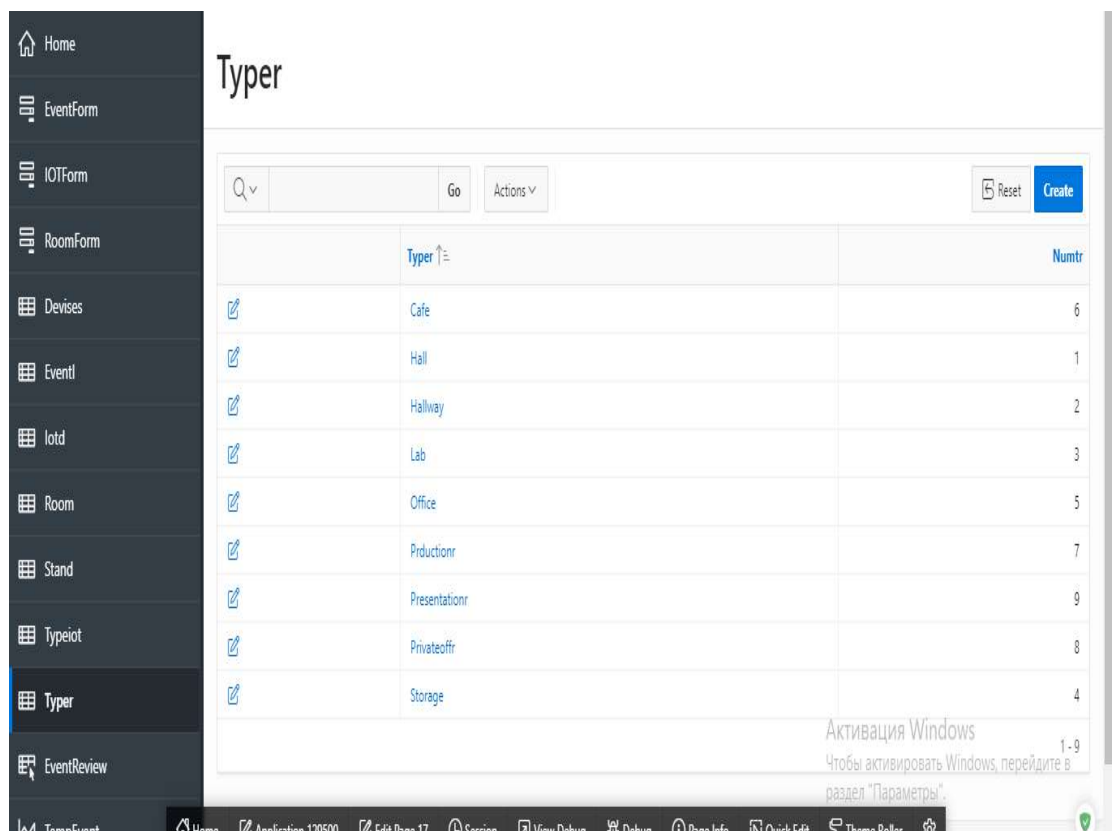 Home
EventForm
IOTForm
RoomForm
Devises
EventI
Iotd
Room
Stand
Typeiot
Typer
EventReview
TempEvent
Typer
Go Actions Reset Create
Typer Numtr
Cafe 6
Hall 1
Hallway 2
Lab 3
Office 5
Prductionr 7
Presentationr 9
Privateoffr 8
Storage 4
1 - 9
Активация Windows
Чтобы активировать Windows, перейдите в
раздел "Параметры".
Home Application 129500 Edit Page 17 Session View Debug Debug Page Info Quick Edit Theme Roller